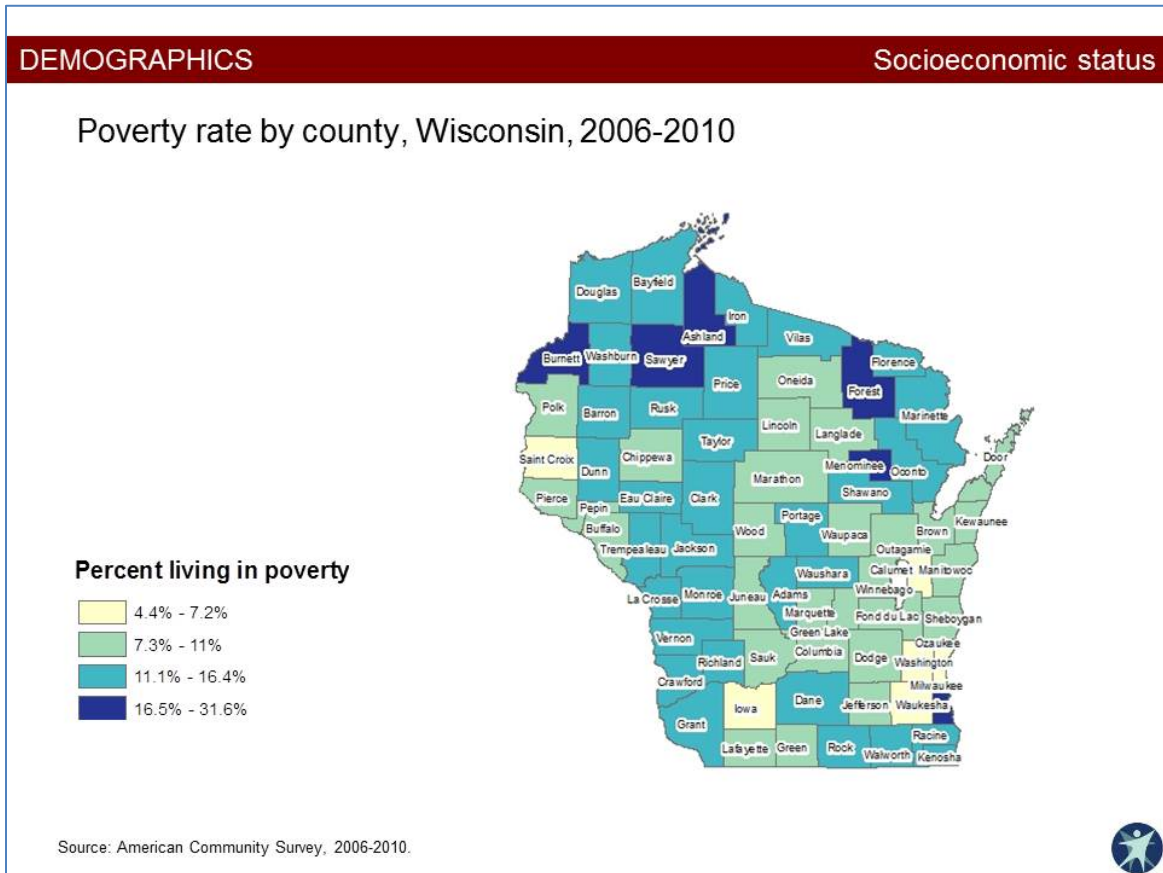 DEMOGRAPHICS Socioeconomic status
Poverty rate by county, Wisconsin, 2006-2010
Douglas
Bayfield
Iron
Ashland
Vilas
Burnett
Washburn
Sawyer
Florence
Price
Oneida
Forest
Polk
Barron
Rusk
Marinette
Lincoln
Taylor
Langlade
Saint Croix
Dunn
Chippewa
Menominee
Oconto
Door
Marathon
Pierce
Eau Claire
Clark
Shawano
Pepin
Portage
Kewaunee
Buffalo
Wood
Waupaca
Brown
Trempealeau
Jackson
Outagamie
Waushara
Calumet
Manitowoc
Winnebago
La Crosse
Monroe
Juneau
Adams
Marquette
Fond du Lac
Sheboygan
Green Lake
Vernon
Ozaukee
Richland
Sauk
Columbia
Dodge
Washington
Crawford
Milwaukee
Iowa
Dane
Jefferson
Waukesha
Grant
Racine
Lafayette
Green
Rock
Walworth
Kenosha
Percent living in poverty
4.4% - 7.2%
7.3% - 11%
11.1% - 16.4%
16.5% - 31.6%
Source: American Community Survey, 2006-2010.